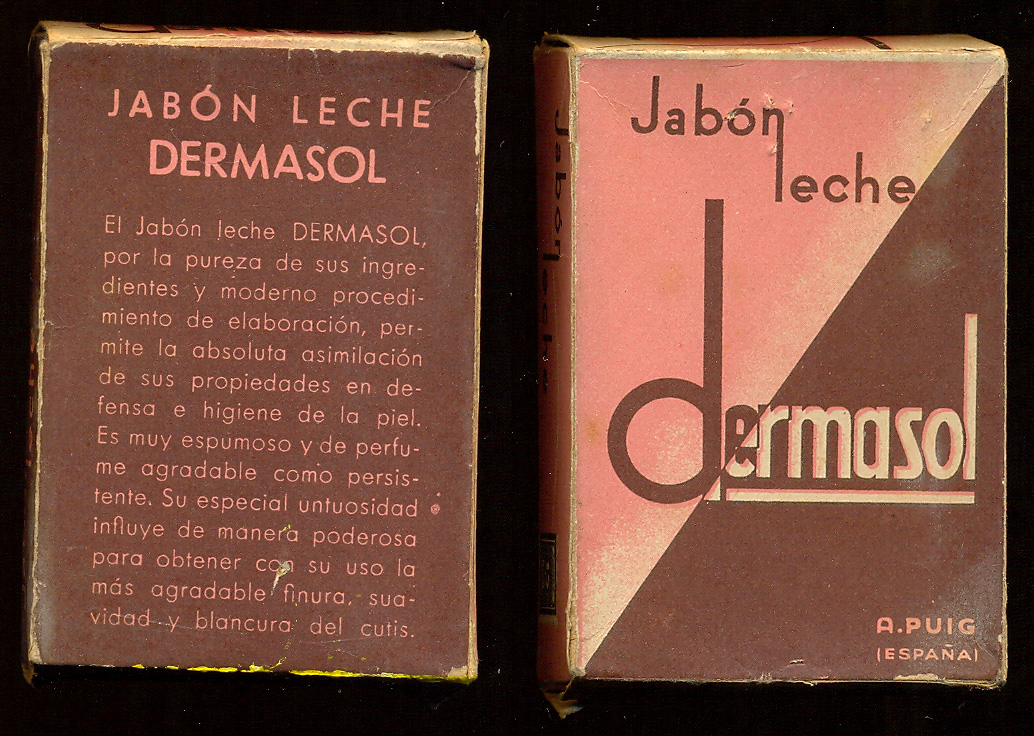 JABÓN LECHE
DERMASOL
El Jabón leche DERMASOL,
por la pureza de sus ingre-
dientes y moderno procedi-
miento de elaboración, per-
mite la absoluta asimilación
de sus propiedades en de-
fensa e higiene de la piel.
Es muy espumoso y de perfu-
me agradable como persis-
tente. Su especial untuosidad
influye de manera poderosa
para obtener con su uso la
más agradable finura, sua-
vidad y blancura del cutis.
Jabón leche
Jabón
leche
dermasol
A.PUIG
(ESPAÑA)